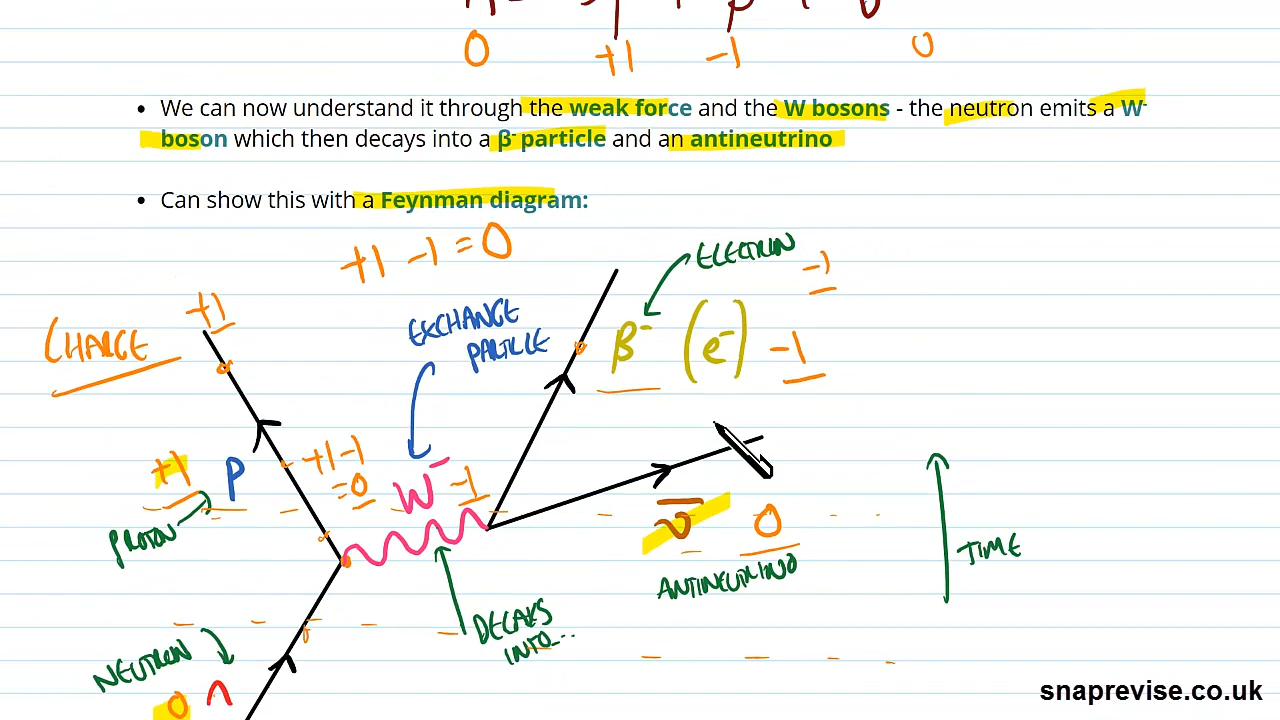 0 +1 -1 0
• We can now understand it through the weak force and the W bosons - the neutron emits a W-
boson which then decays into a β- particle and an antineutrino
• Can show this with a Feynman diagram:
+1 -1 = 0
ELECTRON
-1
+1
CHARGE
EXCHANGE
PARTICLE
β- (e-) -1
+1 P
+1-1
=0
W- -1
PROTON
ν̅ 0
ANTINEUTRINO
TIME
DECAYS
INTO...
NEUTRON
0 n
snaprevise.co.uk